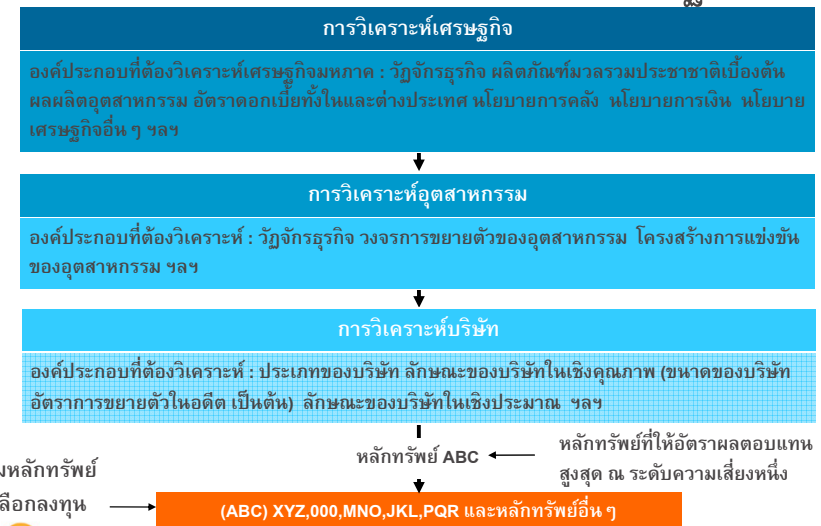 การวิเคราะห์เศรษฐกิจ
องค์ประกอบที่ต้องวิเคราะห์เศรษฐกิจมหภาค : วัฏจักรธุรกิจ ผลิตภัณฑ์มวลรวมประชาชาติเบื้องต้น
ผลผลิตอุตสาหกรรม อัตราดอกเบี้ยทั้งในและต่างประเทศ นโยบายการคลัง นโยบายการเงิน นโยบาย
เศรษฐกิจอื่น ๆ ฯลฯ
การวิเคราะห์อุตสาหกรรม
องค์ประกอบที่ต้องวิเคราะห์ : วัฏจักรธุรกิจ วงจรการขยายตัวของอุตสาหกรรม โครงสร้างการแข่งขัน
ของอุตสาหกรรม ฯลฯ
การวิเคราะห์บริษัท
องค์ประกอบที่ต้องวิเคราะห์ : ประเภทของบริษัท ลักษณะของบริษัทในเชิงคุณภาพ (ขนาดของบริษัท
อัตราการขยายตัวในอดีต เป็นต้น) ลักษณะของบริษัทในเชิงประมาณ ฯลฯ
หลักทรัพย์ ABC
หลักทรัพย์ที่ให้อัตราผลตอบแทน
สูงสุด ณ ระดับความเสี่ยงหนึ่ง
หลักทรัพย์
ลือกลงทุน
(ABC) XYZ,000,MNO,JKL,PQR และหลักทรัพย์อื่น ๆ